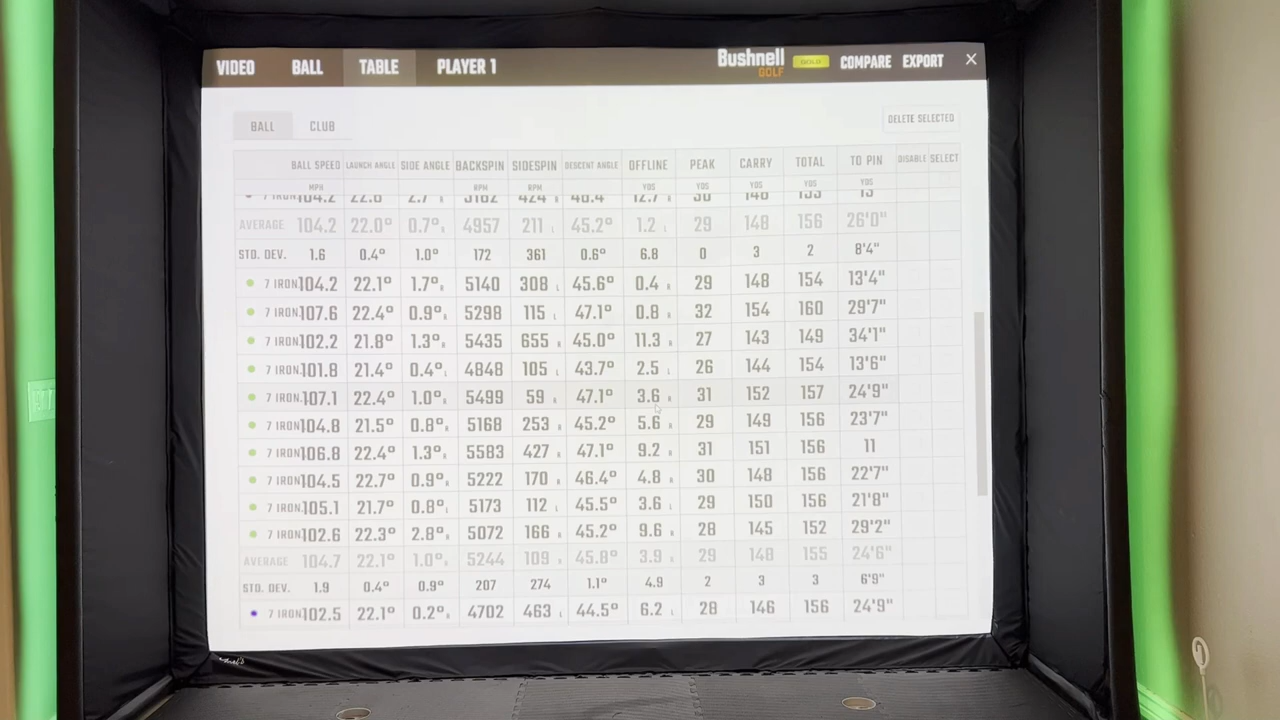 VIDEO BALL TABLE PLAYER 1 Bushnell GOLF GOLD COMPARE EXPORT ×
BALL CLUB DELETE SELECTED
BALL SPEED LAUNCH ANGLE SIDE ANGLE BACKSPIN SIDESPIN DESCENT ANGLE OFFLINE PEAK CARRY TOTAL TO PIN DISABLE SELECT
MPH RPM RPM YDS YDS YDS YDS YDS
AVERAGE 104.2 22.0° 0.7° R 4957 211 L 45.2° 1.2 L 29 148 156 26'0"
STD. DEV. 1.6 0.4° 1.0° 172 361 0.6° 6.8 0 3 2 8'4"
7 IRON 104.2 22.1° 1.7° R 5140 308 L 45.6° 0.4 R 29 148 154 13'4"
7 IRON 107.6 22.4° 0.9° R 5298 115 L 47.1° 0.8 R 32 154 160 29'7"
7 IRON 102.2 21.8° 1.3° R 5435 655 R 45.0° 11.3 R 27 143 149 34'1"
7 IRON 101.8 21.4° 0.4° L 4848 105 L 43.7° 2.5 L 26 144 154 13'6"
7 IRON 107.1 22.4° 1.0° R 5499 59 R 47.1° 3.6 R 31 152 157 24'9"
7 IRON 104.8 21.5° 0.8° R 5168 253 R 45.2° 5.6 R 29 149 156 23'7"
7 IRON 106.8 22.4° 1.3° R 5583 427 R 47.1° 9.2 R 31 151 156 11
7 IRON 104.5 22.7° 0.9° R 5222 170 R 46.4° 4.8 R 30 148 156 22'7"
7 IRON 105.1 21.7° 0.8° L 5173 112 L 45.5° 3.6 L 29 150 156 21'8"
7 IRON 102.6 22.3° 2.8° R 5072 166 R 45.2° 9.6 R 28 145 152 29'2"
AVERAGE 104.7 22.1° 1.0° R 5244 109 R 45.8° 3.9 R 29 148 155 24'6"
STD. DEV. 1.9 0.4° 0.9° 207 274 1.1° 4.9 2 3 3 6'9"
7 IRON 102.5 22.1° 0.2° R 4702 463 L 44.5° 6.2 L 28 146 156 24'9"